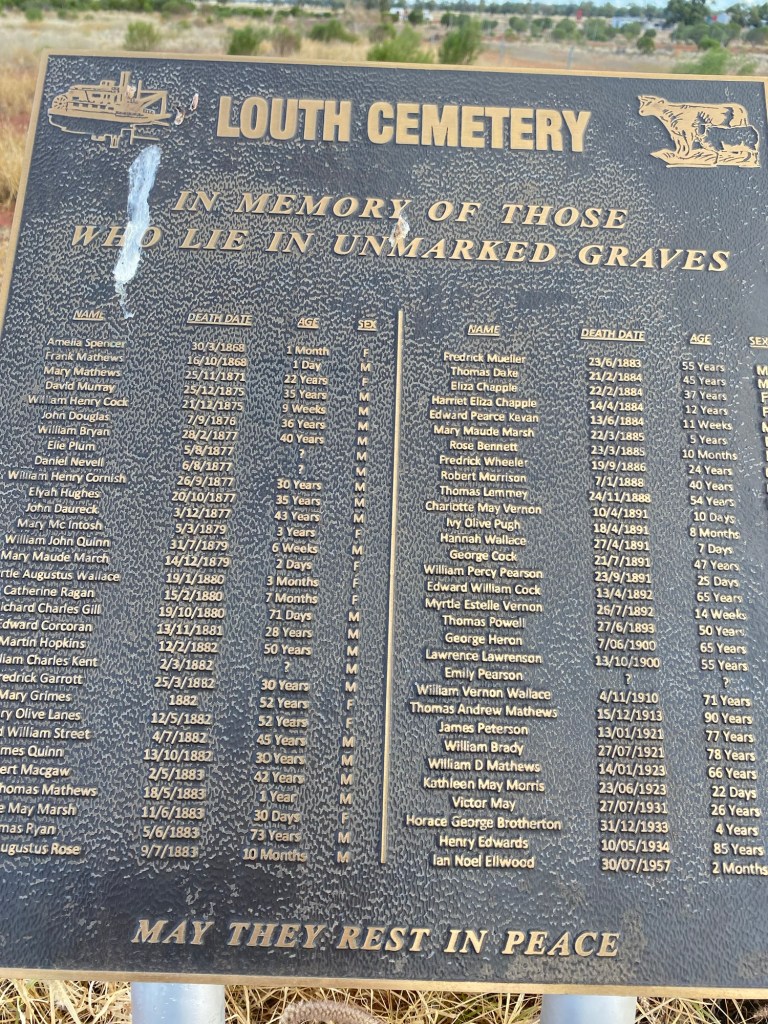 LOUTH CEMETERY
IN MEMORY OF THOSE
WHO LIE IN UNMARKED GRAVES
NAME DEATH DATE AGE SEX
Amelia Spencer 30/3/1868 1 Month F
Frank Mathews 16/10/1868 1 Day M
Mary Mathews 25/11/1871 22 Years F
David Murray 25/12/1875 35 Years M
William Henry Cock 21/12/1875 9 Weeks M
John Douglas 7/9/1876 36 Years M
William Bryan 28/2/1877 40 Years M
Elie Plum 5/8/1877 ? M
Daniel Nevell 6/8/1877 ? M
William Henry Cornish 26/9/1877 30 Years M
Elyah Hughes 20/10/1877 35 Years M
John Daureck 3/12/1877 43 Years M
Mary Mc Intosh 5/3/1879 3 Years F
William John Quinn 31/7/1879 6 Weeks M
Mary Maude March 14/12/1879 2 Days F
rtle Augustus Wallace 19/1/1880 3 Months F
Catherine Ragan 15/2/1880 7 Months F
ichard Charles Gill 19/10/1880 71 Days M
dward Corcoran 13/11/1881 28 Years M
Martin Hopkins 12/2/1882 50 Years M
liam Charles Kent 2/3/1882 ? M
redrick Garrott 25/3/1882 30 Years M
Mary Grimes 1882 52 Years F
ry Olive Lanes 12/5/1882 52 Years F
d William Street 4/7/1882 45 Years M
mes Quinn 13/10/1882 30 Years M
ert Macgaw 2/5/1883 42 Years M
homas Mathews 18/5/1883 1 Year M
e May Marsh 11/6/1883 30 Days F
mas Ryan 5/6/1883 73 Years M
ugustus Rose 9/7/1883 10 Months M
NAME DEATH DATE AGE SEX
Fredrick Mueller 23/6/1883 55 Years M
Thomas Dake 21/2/1884 45 Years M
Eliza Chapple 22/2/1884 37 Years F
Harriet Eliza Chapple 14/4/1884 12 Years
Edward Pearce Kevan 13/6/1884 11 Weeks
Mary Maude Marsh 22/3/1885 5 Years
Rose Bennett 23/3/1885 10 Months
Fredrick Wheeler 19/9/1886 24 Years
Robert Morrison 7/1/1888 40 Years
Thomas Lemmey 24/11/1888 54 Years
Charlotte May Vernon 10/4/1891 10 Days
Ivy Olive Pugh 18/4/1891 8 Months
Hannah Wallace 27/4/1891 7 Days
George Cock 21/7/1891 47 Years
William Percy Pearson 23/9/1891 25 Days
Edward William Cock 13/4/1892 65 Years
Myrtle Estelle Vernon 26/7/1892 14 Weeks
Thomas Powell 27/6/1893 50 Years
George Heron 7/06/1900 65 Years
Lawrence Lawrenson 13/10/1900 55 Years
Emily Pearson ? ?
William Vernon Wallace 4/11/1910 71 Years
Thomas Andrew Mathews 15/12/1913 90 Years
James Peterson 13/01/1921 77 Years
William Brady 27/07/1921 78 Years
William D Mathews 14/01/1923 66 Years
Kathleen May Morris 23/06/1923 22 Days
Victor May 27/07/1931 26 Years
Horace George Brotherton 31/12/1933 4 Years
Henry Edwards 10/05/1934 85 Years
Ian Noel Ellwood 30/07/1957 2 Months
MAY THEY REST IN PEACE